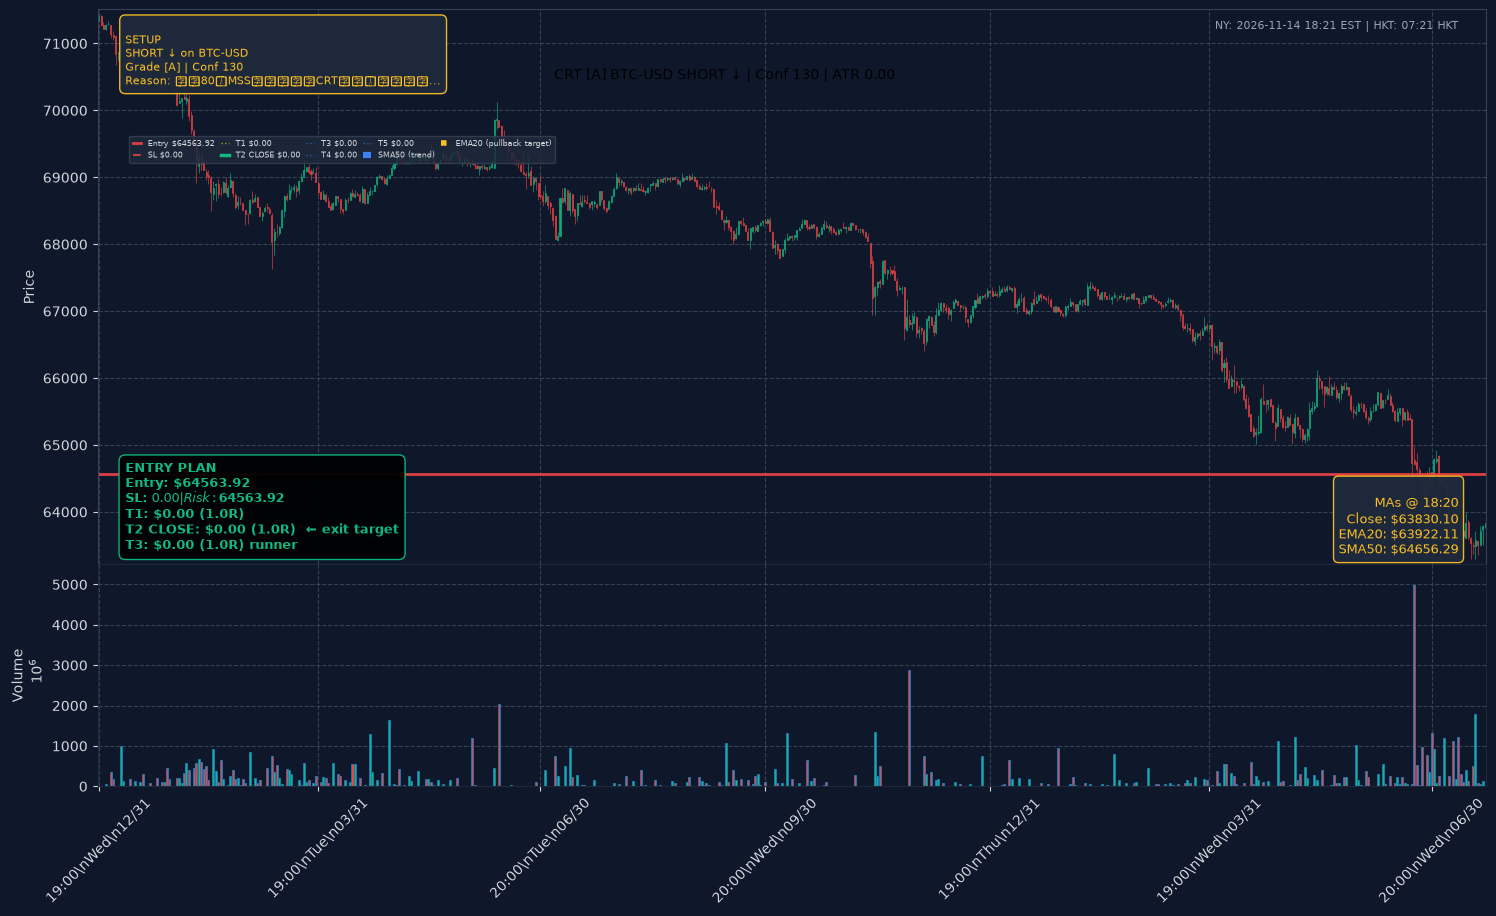 NY: 2026-11-14 18:21 EST | HKT: 07:21 HKT
SETUP
SHORT ↓ on BTC-USD
Grade [A] | Conf 130
Reason: 80 MSS CRT ...
CRT [A] BTC-USD SHORT ↓ | Conf 130 | ATR 0.00
Entry $64563.92
SL $0.00
T1 $0.00
T2 CLOSE $0.00
T3 $0.00
T4 $0.00
T5 $0.00
SMA50 (trend)
EMA20 (pullback target)
Price
71000
70000
69000
68000
67000
66000
65000
64000
ENTRY PLAN
Entry: $64563.92
SL: 0.00|Risk:64563.92
T1: $0.00 (1.0R)
T2 CLOSE: $0.00 (1.0R) ← exit target
T3: $0.00 (1.0R) runner
MAs @ 18:20
Close: $63830.10
EMA20: $63922.11
SMA50: $64656.29
Volume
10⁶
5000
4000
3000
2000
1000
0
19:00\nWed\n12/31
19:00\nTue\n03/31
20:00\nTue\n06/30
20:00\nWed\n09/30
19:00\nThu\n12/31
19:00\nWed\n03/31
20:00\nWed\n06/30